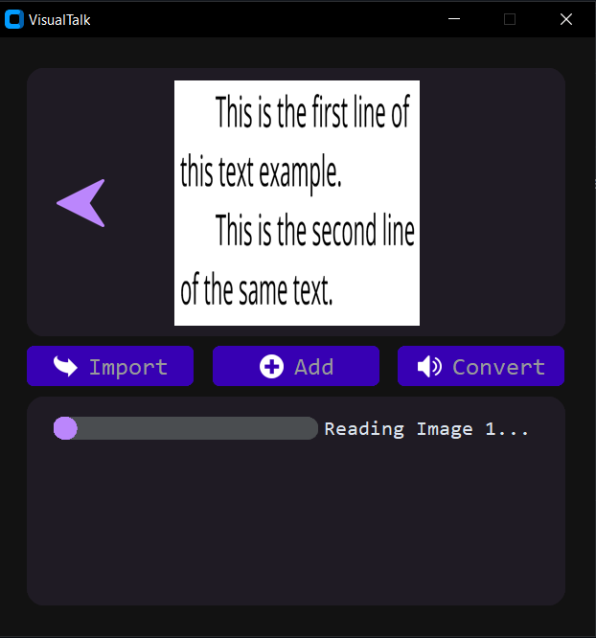 VisualTalk
This is the first line of
this text example.
This is the second line
of the same text.
Import
Add
Convert
Reading Image 1...